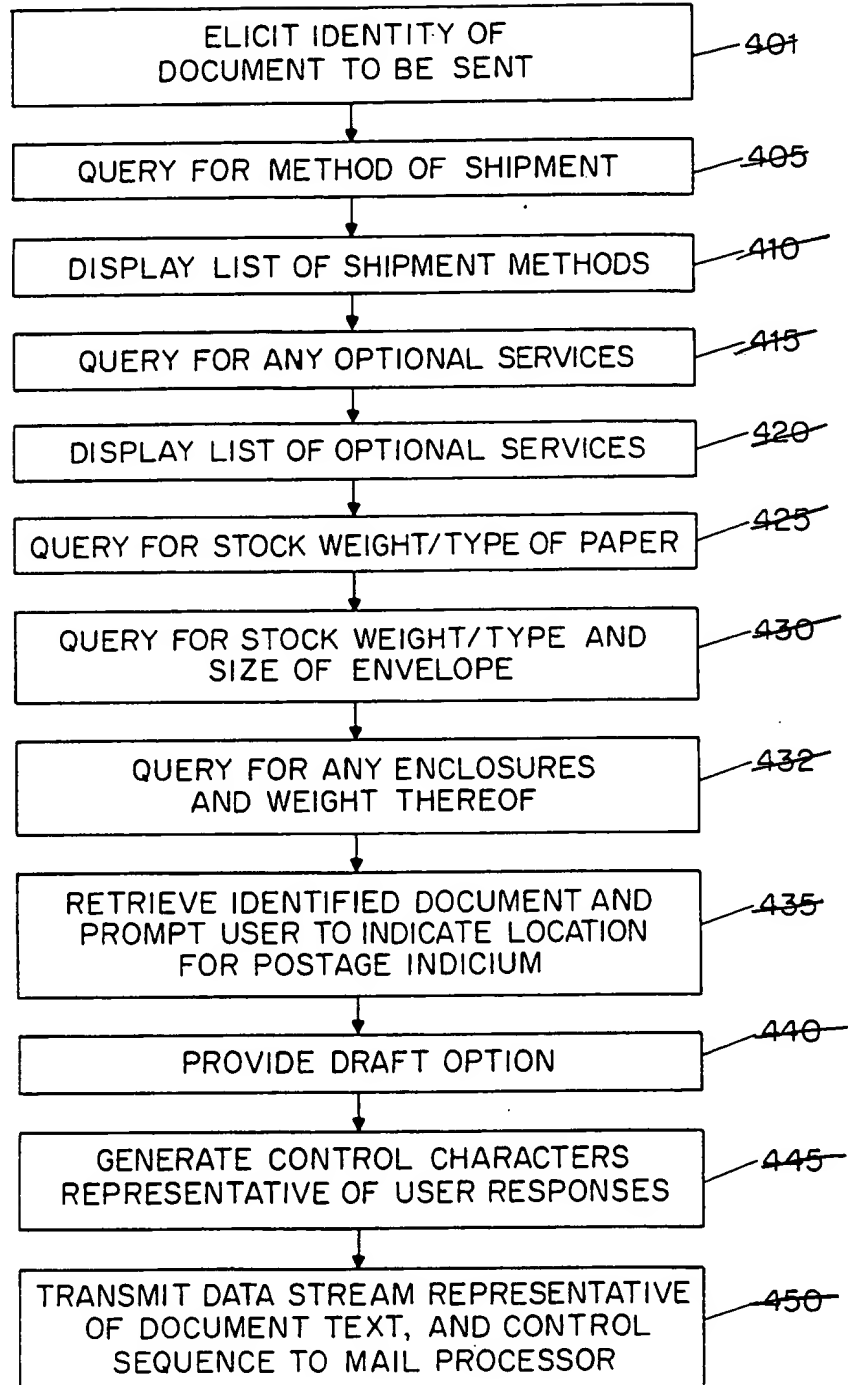 ELICIT IDENTITY OF
DOCUMENT TO BE SENT
401
QUERY FOR METHOD OF SHIPMENT
405
DISPLAY LIST OF SHIPMENT METHODS
410
QUERY FOR ANY OPTIONAL SERVICES
415
DISPLAY LIST OF OPTIONAL SERVICES
420
QUERY FOR STOCK WEIGHT/TYPE OF PAPER
425
QUERY FOR STOCK WEIGHT/TYPE AND
SIZE OF ENVELOPE
430
QUERY FOR ANY ENCLOSURES
AND WEIGHT THEREOF
432
RETRIEVE IDENTIFIED DOCUMENT AND
PROMPT USER TO INDICATE LOCATION
FOR POSTAGE INDICIUM
435
PROVIDE DRAFT OPTION
440
GENERATE CONTROL CHARACTERS
REPRESENTATIVE OF USER RESPONSES
445
TRANSMIT DATA STREAM REPRESENTATIVE
OF DOCUMENT TEXT, AND CONTROL
SEQUENCE TO MAIL PROCESSOR
450